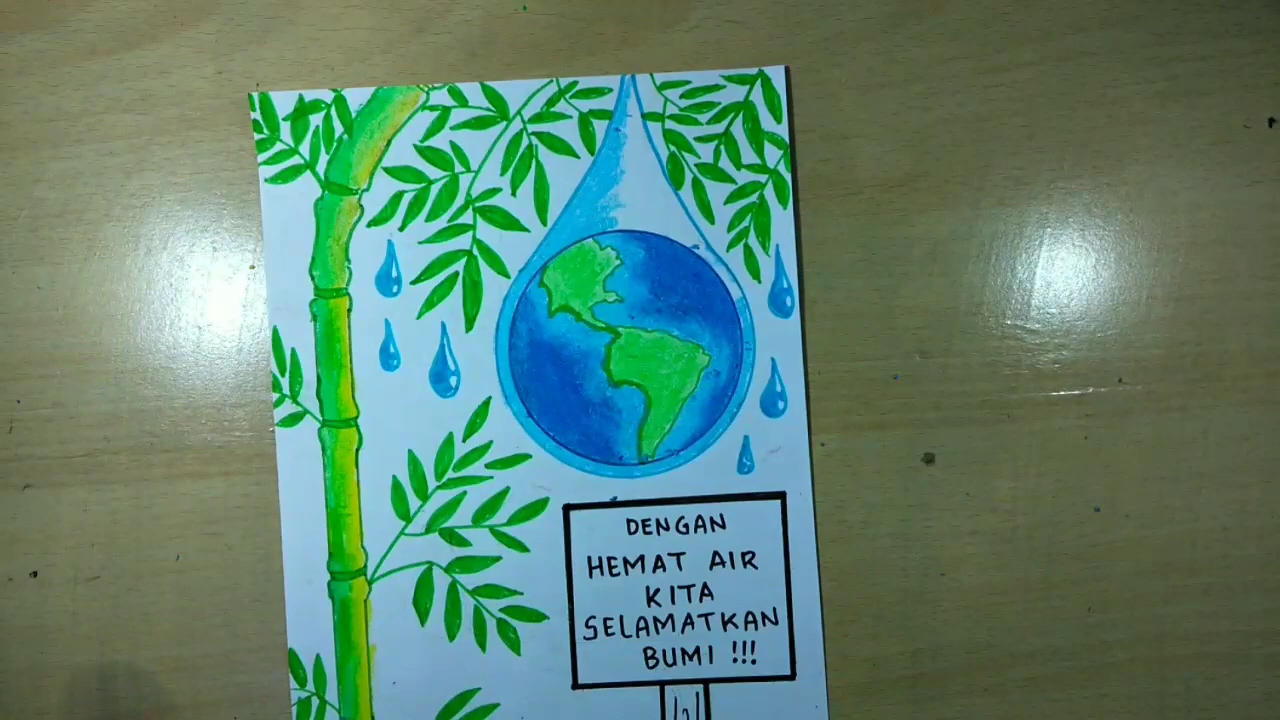 DENGAN
HEMAT AIR
KITA
SELAMATKAN
BUMI !!!